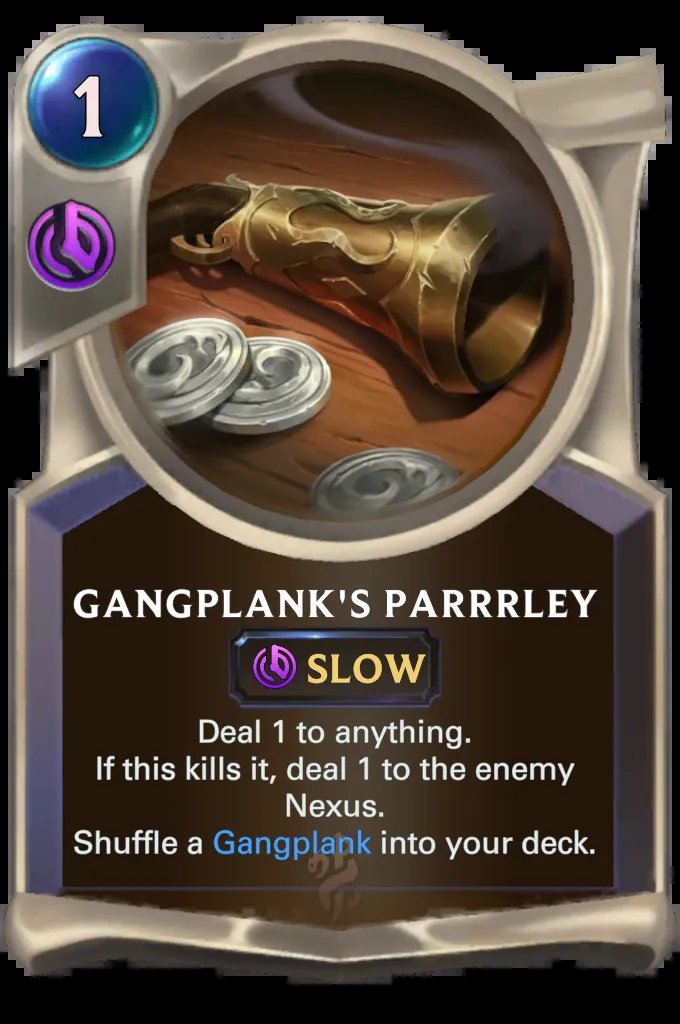 1
GANGPLANK'S PARRRLEY
SLOW
Deal 1 to anything.
If this kills it, deal 1 to the enemy
Nexus.
Shuffle a Gangplank into your deck.